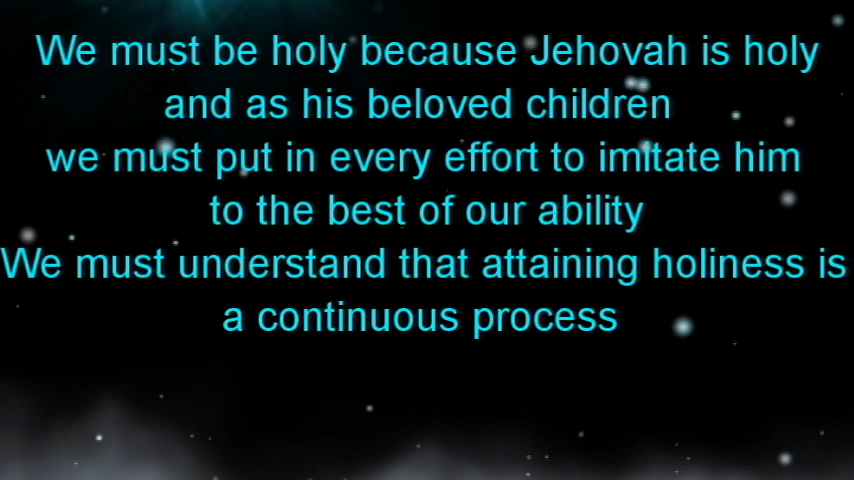 We must be holy because Jehovah is holy
and as his beloved children
we must put in every effort to imitate him
to the best of our ability
We must understand that attaining holiness is
a continuous process